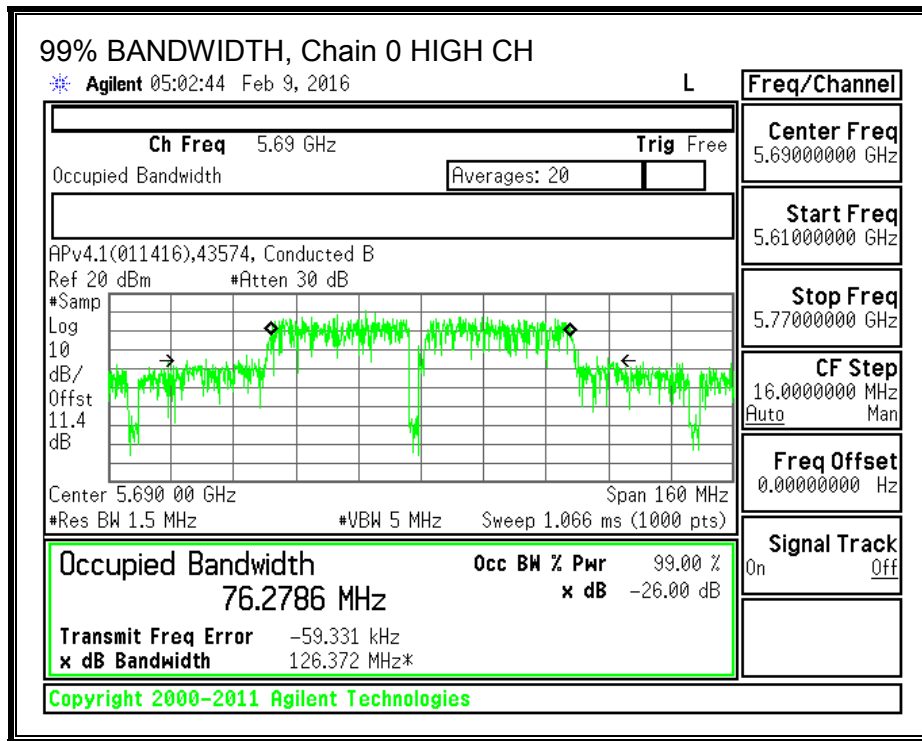 99% BANDWIDTH, Chain 0 HIGH CH
Agilent 05:02:44 Feb 9, 2016 L
Ch Freq 5.69 GHz Trig Free
Occupied Bandwidth Averages: 20
APv4.1(011416),43574, Conducted B
Ref 20 dBm #Atten 30 dB
#Samp
Log
10
dB/
Offst
11.4
dB
Center 5.690 00 GHz Span 160 MHz
#Res BW 1.5 MHz #VBW 5 MHz Sweep 1.066 ms (1000 pts)
Occupied Bandwidth Occ BW % Pwr 99.00 %
76.2786 MHz x dB -26.00 dB
Transmit Freq Error -59.331 kHz
x dB Bandwidth 126.372 MHz*
Copyright 2000-2011 Agilent Technologies
Freq/Channel
Center Freq
5.69000000 GHz
Start Freq
5.61000000 GHz
Stop Freq
5.77000000 GHz
CF Step
16.0000000 MHz
Auto Man
Freq Offset
0.00000000 Hz
Signal Track
On Off